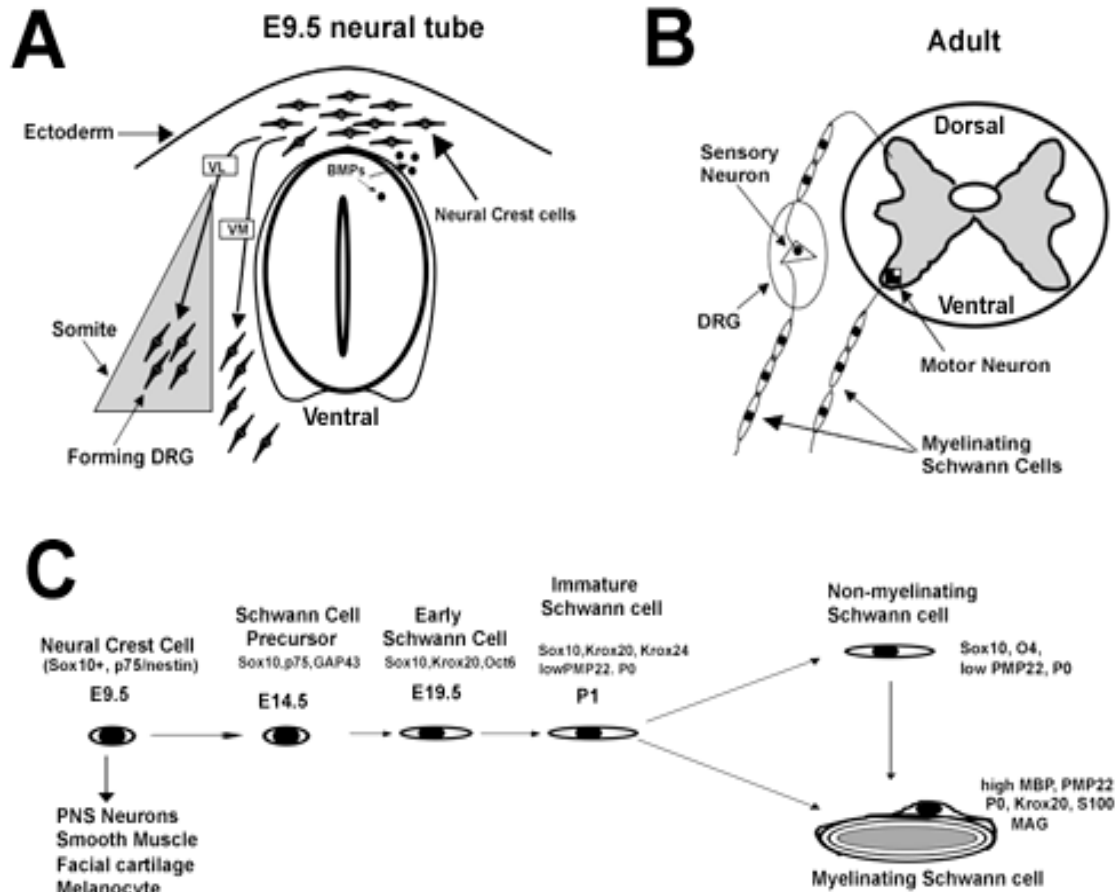 A
E9.5 neural tube
Ectoderm
VL
BMPs
Neural Crest cells
VM
Somite
Ventral
Forming DRG
B
Adult
Dorsal
Sensory
Neuron
DRG
Ventral
Motor Neuron
Myelinating
Schwann Cells
C
Neural Crest Cell
(Sox10+, p75/nestin)
E9.5
PNS Neurons
Smooth Muscle
Facial cartilage
Melanocyte
Schwann Cell
Precursor
Sox10,p75,GAP43
E14.5
Early
Schwann Cell
Sox10,Krox20,Oct6
E19.5
Immature
Schwann cell
Sox10,Krox20, Krox24
lowPMP22. P0
P1
Non-myelinating
Schwann cell
Sox10, O4,
low PMP22, P0
high MBP, PMP22
P0, Krox20, S100
MAG
Myelinating Schwann cell